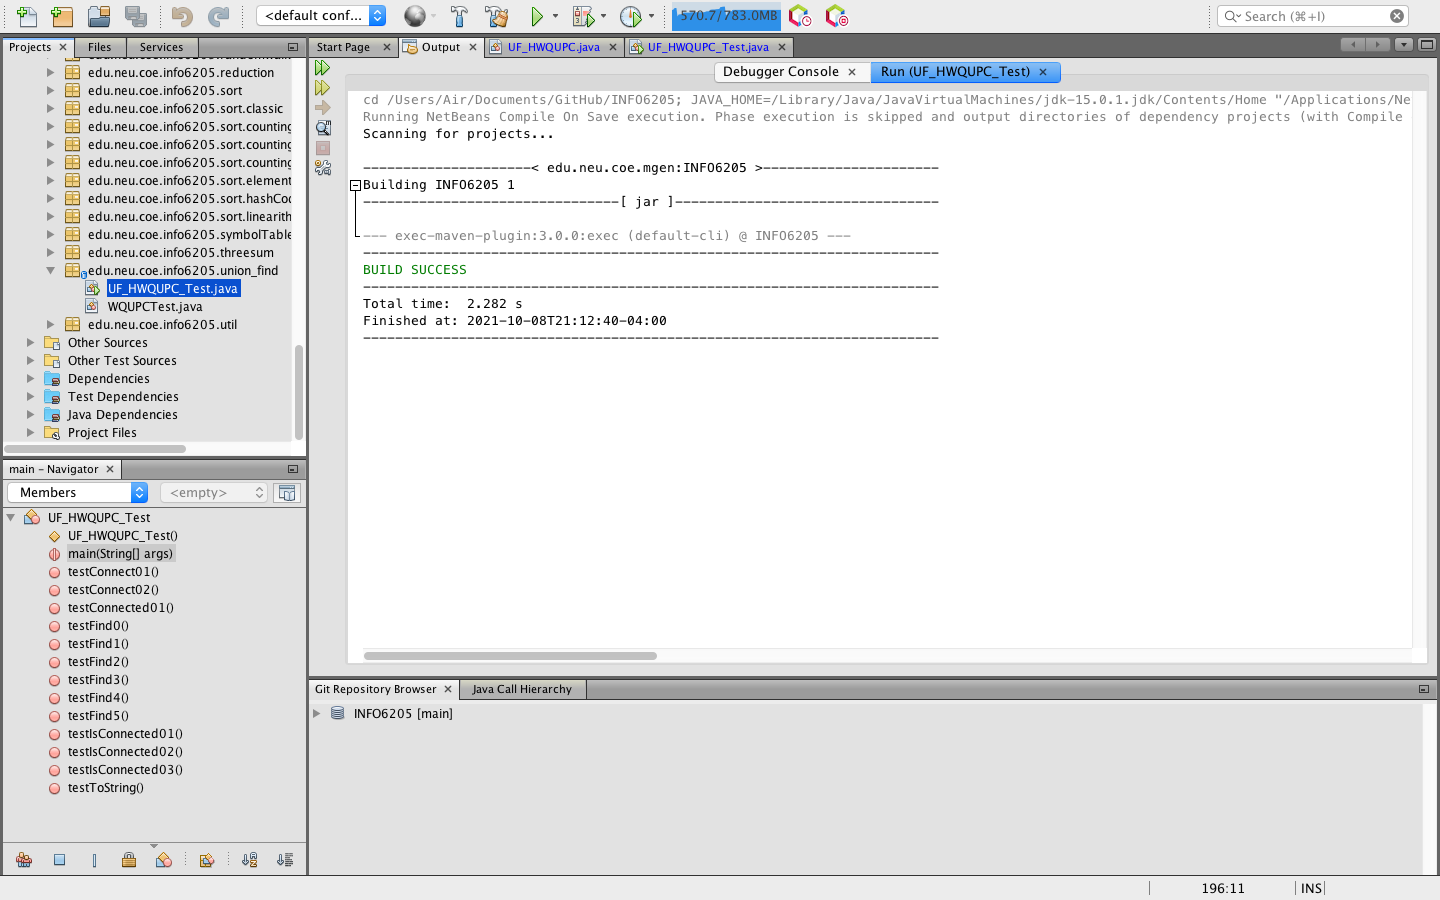 <default conf...
570.7/783.0MB
Search (⌘+I)
Projects
Files
Services
edu.neu.coe.info6205.reduction
edu.neu.coe.info6205.sort
edu.neu.coe.info6205.sort.classic
edu.neu.coe.info6205.sort.counting
edu.neu.coe.info6205.sort.counting
edu.neu.coe.info6205.sort.counting
edu.neu.coe.info6205.sort.element
edu.neu.coe.info6205.sort.hashCod
edu.neu.coe.info6205.sort.linearith
edu.neu.coe.info6205.symbolTable
edu.neu.coe.info6205.threesum
edu.neu.coe.info6205.union_find
UF_HWQUPC_Test.java
WQUPCTest.java
edu.neu.coe.info6205.util
Other Sources
Other Test Sources
Dependencies
Test Dependencies
Java Dependencies
Project Files
main – Navigator
Members
<empty>
UF_HWQUPC_Test
UF_HWQUPC_Test()
main(String[] args)
testConnect01()
testConnect02()
testConnected01()
testFind0()
testFind1()
testFind2()
testFind3()
testFind4()
testFind5()
testIsConnected01()
testIsConnected02()
testIsConnected03()
testToString()
Start Page
Output
UF_HWQUPC.java
UF_HWQUPC_Test.java
Debugger Console
Run (UF_HWQUPC_Test)
cd /Users/Air/Documents/GitHub/INFO6205; JAVA_HOME=/Library/Java/JavaVirtualMachines/jdk-15.0.1.jdk/Contents/Home "/Applications/Ne
Running NetBeans Compile On Save execution. Phase execution is skipped and output directories of dependency projects (with Compile
Scanning for projects...
---------------------< edu.neu.coe.mgen:INFO6205 >----------------------
Building INFO6205 1
--------------------------------[ jar ]---------------------------------
--- exec-maven-plugin:3.0.0:exec (default-cli) @ INFO6205 ---
------------------------------------------------------------------------
BUILD SUCCESS
------------------------------------------------------------------------
Total time:  2.282 s
Finished at: 2021-10-08T21:12:40-04:00
------------------------------------------------------------------------
Git Repository Browser
Java Call Hierarchy
INFO6205 [main]
196:11
INS